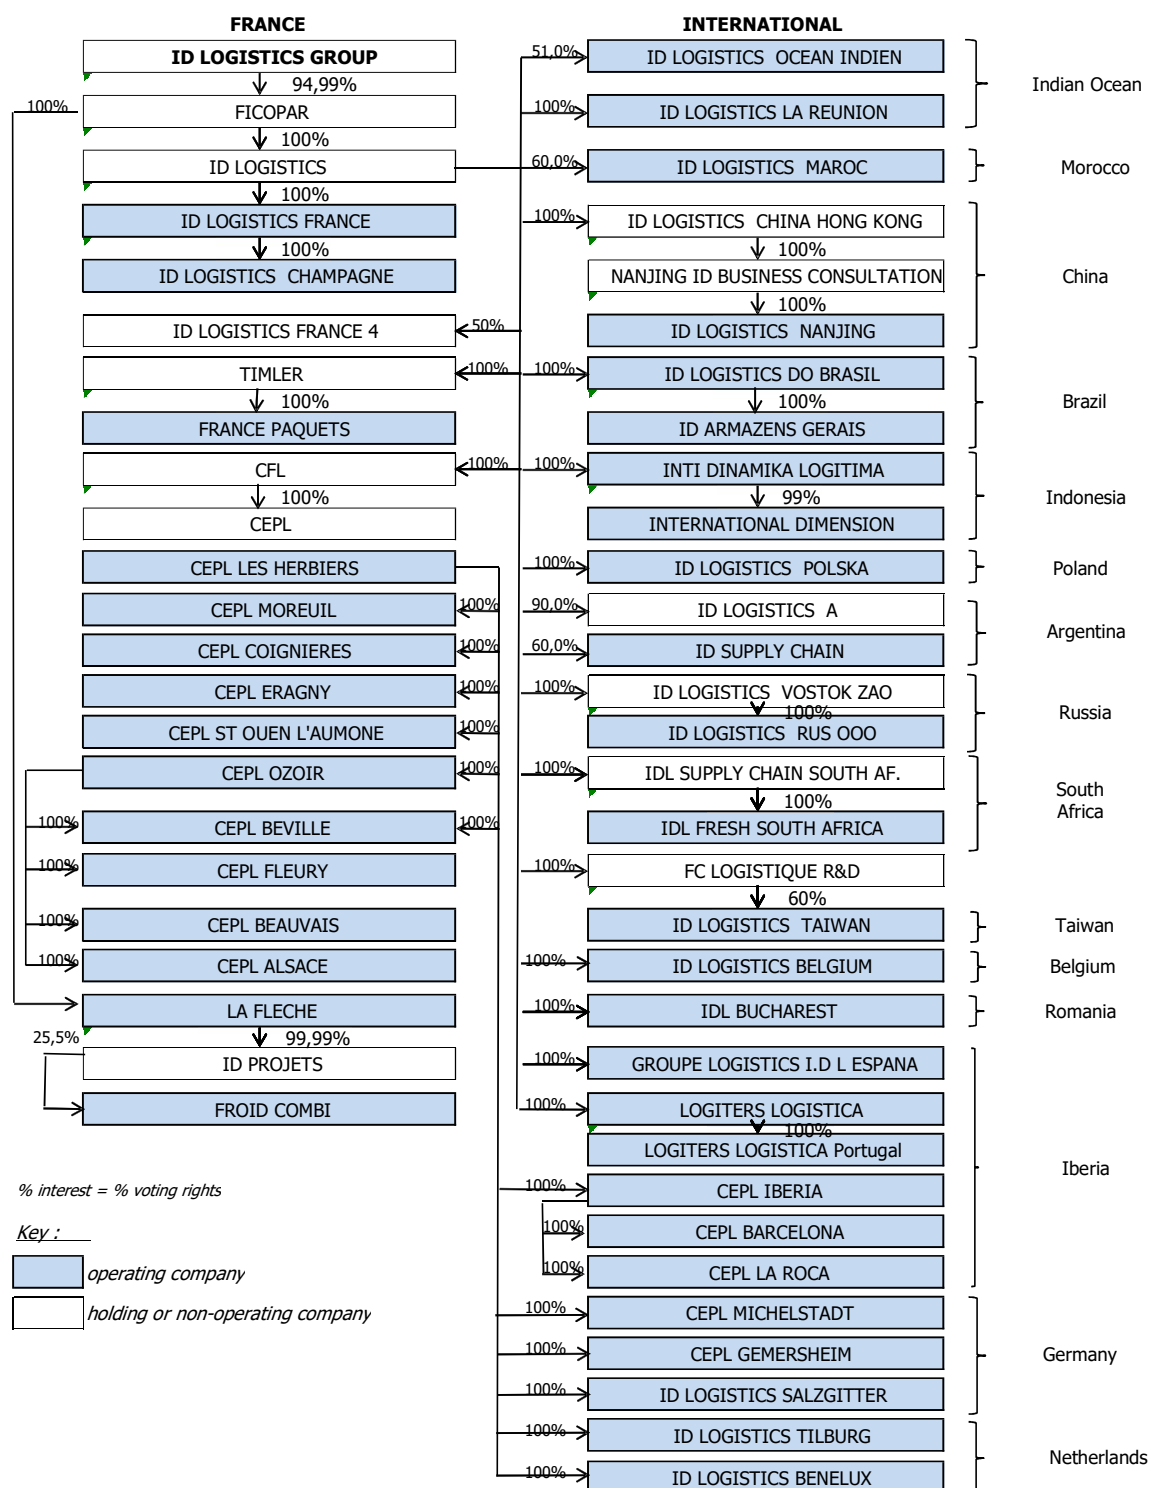 FRANCE
INTERNATIONAL
ID LOGISTICS GROUP
51,0%
ID LOGISTICS OCEAN INDIEN
94,99%
Indian Ocean
100%
FICOPAR
100%
ID LOGISTICS LA REUNION
100%
ID LOGISTICS
60,0%
ID LOGISTICS MAROC
Morocco
100%
ID LOGISTICS FRANCE
100%
ID LOGISTICS CHINA HONG KONG
100%
100%
ID LOGISTICS CHAMPAGNE
NANJING ID BUSINESS CONSULTATION
China
100%
ID LOGISTICS FRANCE 4
50%
ID LOGISTICS NANJING
TIMLER
100%
100%
ID LOGISTICS DO BRASIL
100%
100%
Brazil
FRANCE PAQUETS
ID ARMAZENS GERAIS
CFL
100%
100%
INTI DINAMIKA LOGITIMA
100%
99%
Indonesia
CEPL
INTERNATIONAL DIMENSION
CEPL LES HERBIERS
100%
ID LOGISTICS POLSKA
Poland
CEPL MOREUIL
100%
90,0%
ID LOGISTICS A
Argentina
CEPL COIGNIERES
100%
60,0%
ID SUPPLY CHAIN
CEPL ERAGNY
100%
100%
ID LOGISTICS VOSTOK ZAO
100%
Russia
CEPL ST OUEN L'AUMONE
100%
ID LOGISTICS RUS OOO
CEPL OZOIR
100%
100%
IDL SUPPLY CHAIN SOUTH AF.
South
Africa
100%
100%
CEPL BEVILLE
100%
IDL FRESH SOUTH AFRICA
100%
CEPL FLEURY
100%
FC LOGISTIQUE R&D
60%
100%
CEPL BEAUVAIS
ID LOGISTICS TAIWAN
Taiwan
100%
CEPL ALSACE
100%
ID LOGISTICS BELGIUM
Belgium
LA FLECHE
100%
IDL BUCHAREST
Romania
25,5%
99,99%
ID PROJETS
100%
GROUPE LOGISTICS I.D L ESPANA
FROID COMBI
100%
LOGITERS LOGISTICA
100%
LOGITERS LOGISTICA Portugal
Iberia
% interest = % voting rights
100%
CEPL IBERIA
Key :
100%
CEPL BARCELONA
operating company
100%
CEPL LA ROCA
holding or non-operating company
100%
CEPL MICHELSTADT
100%
CEPL GEMERSHEIM
Germany
100%
ID LOGISTICS SALZGITTER
100%
ID LOGISTICS TILBURG
Netherlands
100%
ID LOGISTICS BENELUX